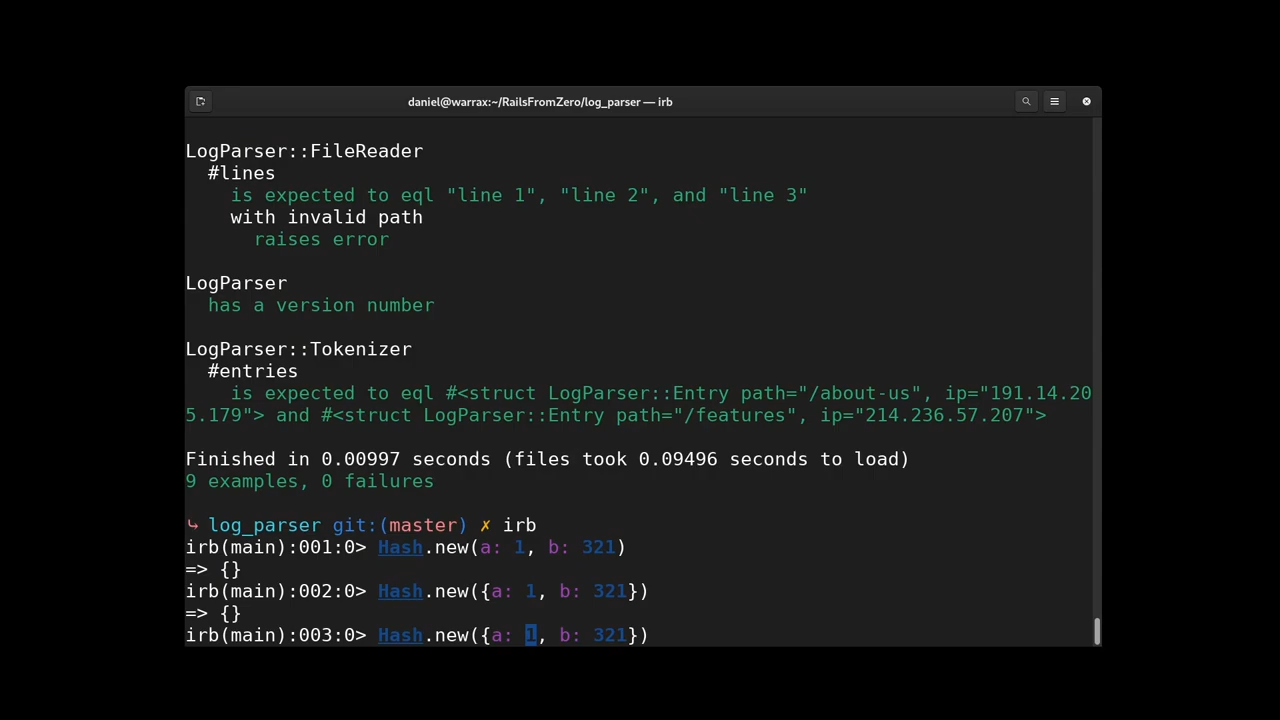 daniel@warrax:~/RailsFromZero/log_parser — irb
LogParser::FileReader
#lines
is expected to eql "line 1", "line 2", and "line 3"
with invalid path
raises error
LogParser
has a version number
LogParser::Tokenizer
#entries
is expected to eql #<struct LogParser::Entry path="/about-us", ip="191.14.20
5.179"> and #<struct LogParser::Entry path="/features", ip="214.236.57.207">
Finished in 0.00997 seconds (files took 0.09496 seconds to load)
9 examples, 0 failures
↪ log_parser git:(master) ✗ irb
irb(main):001:0> Hash.new(a: 1, b: 321)
=> {}
irb(main):002:0> Hash.new({a: 1, b: 321})
=> {}
irb(main):003:0> Hash.new({a: 1, b: 321})